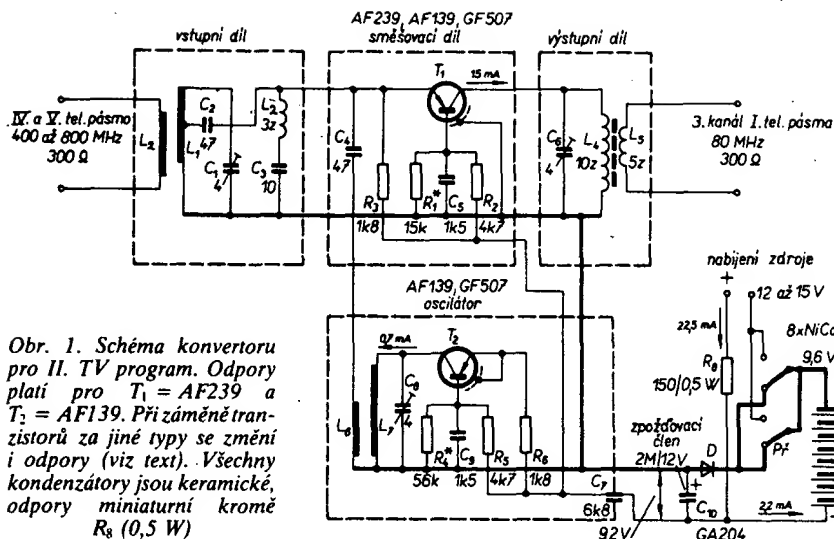 AF239, AF139, GF507
vstupní díl
směšovací díl
výstupní díl
T1
1,5 mA
IV. a V. tel. pásmo
400 až 800 MHz
300 Ω
L2
L1
C2
47
L2
3z
C1
4
C3
10
C4
47
R3
1k8
R1*
15k
C5
1k5
R2
4k7
C6
4
L4
10z
L5
5z
3. kanál I. tel. pásma
80 MHz
300 Ω
AF139, GF507
oscilátor
T2
0,7 mA
L6
L7
C8
4
R4*
56k
C9
1k5
R5
4k7
R6
1k8
C7
6k8
nabíjení zdroje
+
12 až 15 V
22,5 mA
R8
150/0,5 W
8xNiCd
9,6 V
Př
zpožďovací
člen
2M/12V
D
+
C10
GA204
9,2V
2,2 mA
Obr. 1. Schéma konvertoru
pro II. TV program. Odpory
platí pro T1 = AF239 a
T2 = AF139. Při záměně tran-
zistorů za jiné typy se změní
i odpory (viz text). Všechny
kondenzátory jsou keramické,
odpory miniaturní kromě
R8 (0,5 W)